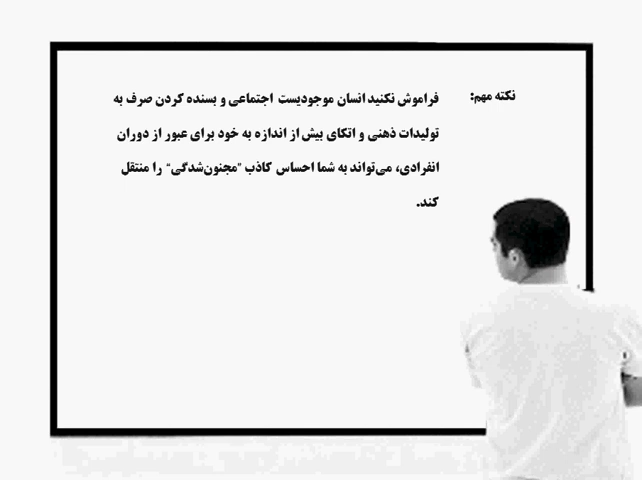 نکته مهم:
فراموش نکنید انسان موجودیست اجتماعی و بسنده کردن صرف به
تولیدات ذهنی و اتکای بیش از اندازه به خود برای عبور از دوران
انفرادی، می‌تواند به شما احساس کاذب "مجنون‌شدگی" را منتقل
کند.